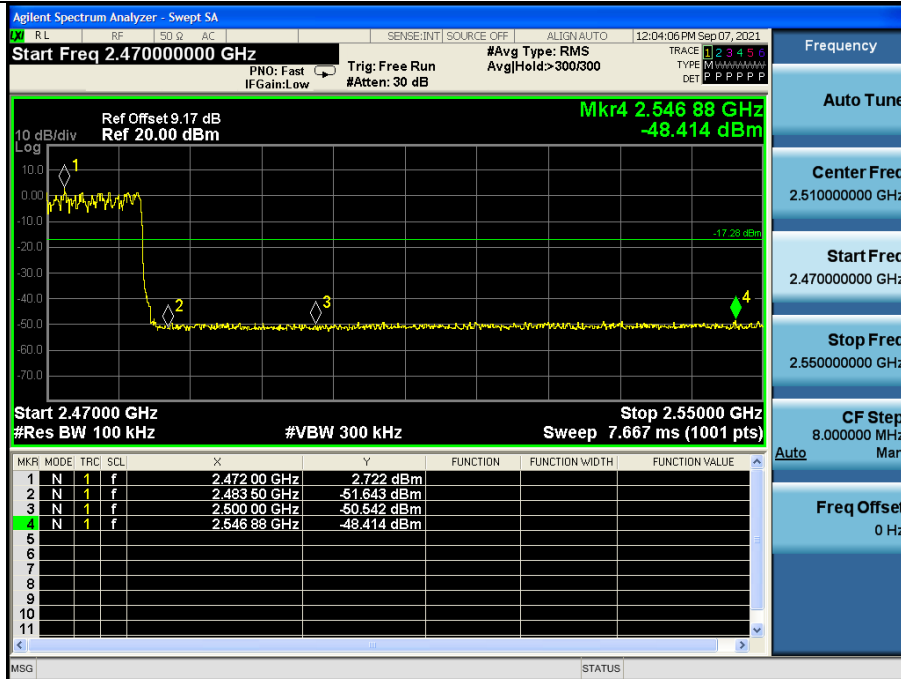 Agilent Spectrum Analyzer - Swept SA
LXI RL RF 50 Ω AC SENSE:INT SOURCE OFF ALIGN AUTO 12:04:06 PM Sep 07, 2021
Start Freq 2.470000000 GHz
PNO: Fast
IFGain:Low
Trig: Free Run
#Atten: 30 dB
#Avg Type: RMS
Avg|Hold:>300/300
TRACE 1 2 3 4 5 6
TYPE M
DET P P P P P P
Frequency
Auto Tune
Center Freq
2.510000000 GHz
Start Freq
2.470000000 GHz
Stop Freq
2.550000000 GHz
CF Step
8.000000 MHz
Auto Man
Freq Offset
0 Hz
Mkr4 2.546 88 GHz
-48.414 dBm
Ref Offset 9.17 dB
10 dB/div Ref 20.00 dBm
Log
10.0
0.00
-10.0
-20.0
-30.0
-40.0
-50.0
-60.0
-70.0
1
2
3
4
-17.28 dBm
Start 2.47000 GHz Stop 2.55000 GHz
#Res BW 100 kHz #VBW 300 kHz Sweep 7.667 ms (1001 pts)
MKR MODE TRC SCL X Y FUNCTION FUNCTION WIDTH FUNCTION VALUE
1 N 1 f 2.472 00 GHz 2.722 dBm
2 N 1 f 2.483 50 GHz -51.643 dBm
3 N 1 f 2.500 00 GHz -50.542 dBm
4 N 1 f 2.546 88 GHz -48.414 dBm
5
6
7
8
9
10
11
MSG STATUS